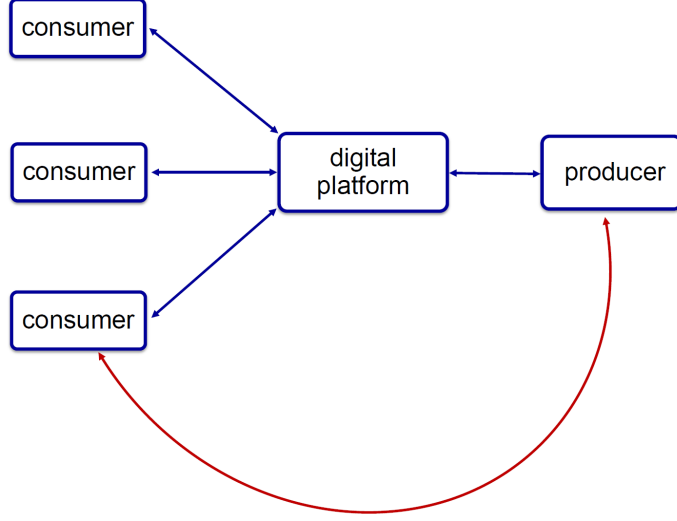 consumer
consumer
digital
platform
producer
consumer